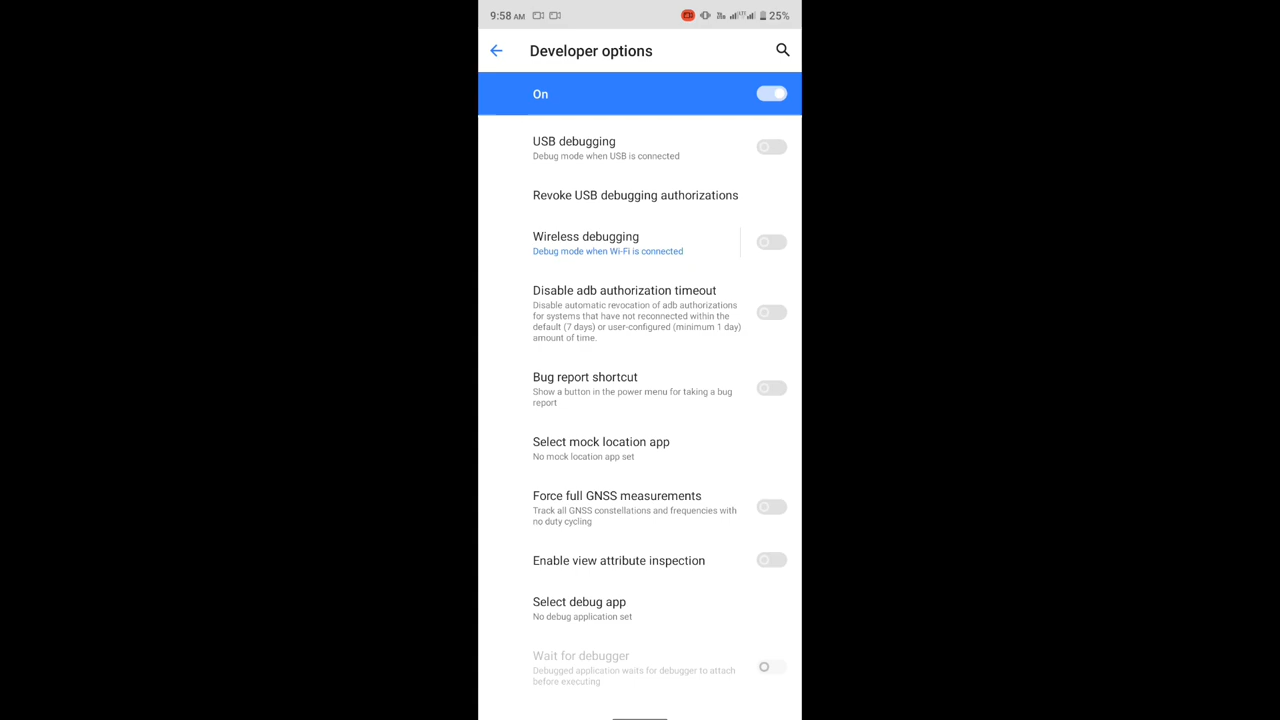 9:58 AM 25%
Developer options
On
USB debugging
Debug mode when USB is connected
Revoke USB debugging authorizations
Wireless debugging
Debug mode when Wi-Fi is connected
Disable adb authorization timeout
Disable automatic revocation of adb authorizations
for systems that have not reconnected within the
default (7 days) or user-configured (minimum 1 day)
amount of time.
Bug report shortcut
Show a button in the power menu for taking a bug
report
Select mock location app
No mock location app set
Force full GNSS measurements
Track all GNSS constellations and frequencies with
no duty cycling
Enable view attribute inspection
Select debug app
No debug application set
Wait for debugger
Debugged application waits for debugger to attach
before executing